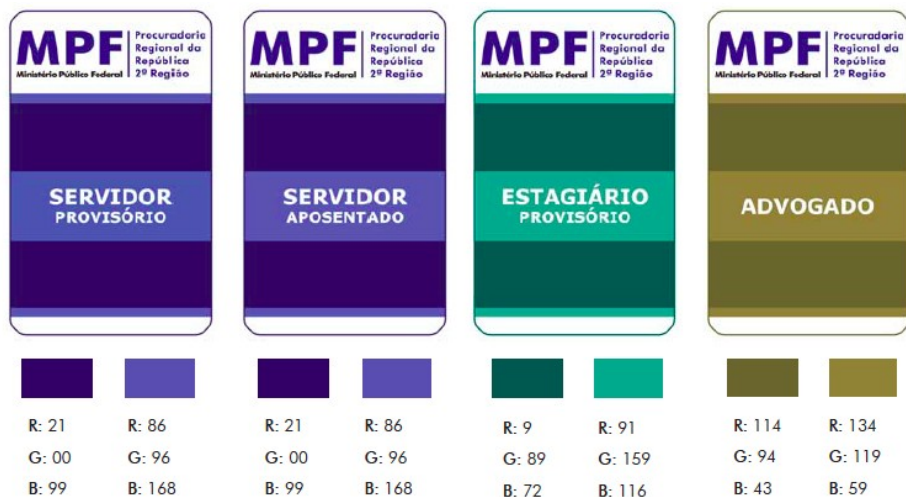 MPF
Ministério Público Federal
Procuradoria
Regional da
República
2ª Região
SERVIDOR
PROVISÓRIO
MPF
Ministério Público Federal
Procuradoria
Regional da
República
2ª Região
SERVIDOR
APOSENTADO
MPF
Ministério Público Federal
Procuradoria
Regional da
República
2ª Região
ESTAGIÁRIO
PROVISÓRIO
MPF
Ministério Público Federal
Procuradoria
Regional da
República
2ª Região
ADVOGADO
R: 21
G: 00
B: 99
R: 86
G: 96
B: 168
R: 21
G: 00
B: 99
R: 86
G: 96
B: 168
R: 9
G: 89
B: 72
R: 91
G: 159
B: 116
R: 114
G: 94
B: 43
R: 134
G: 119
B: 59